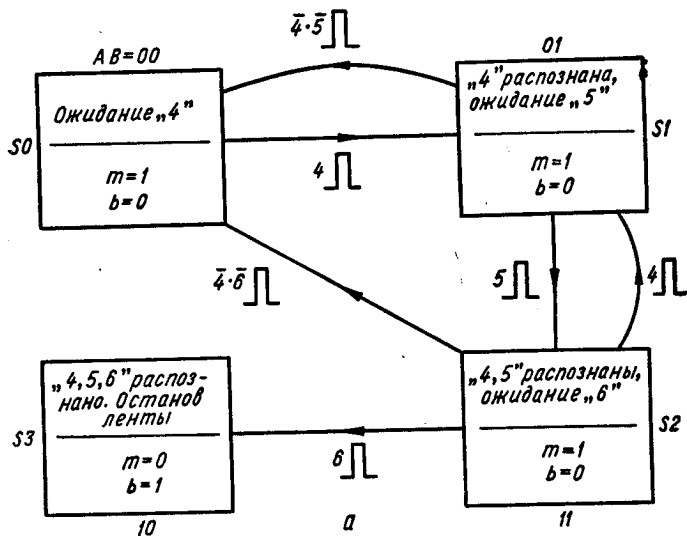 4̅·5̅
AB=00
01
Ожидание „4”
m=1
b=0
S0
4
„4” распознана,
ожидание „5”
m=1
b=0
S1
4̅·6̅
5
4
„4,5,6” распоз-
нано. Останов
ленты
m=0
b=1
S3
6
„4,5” распознаны,
ожидание „6”
m=1
b=0
S2
10
а
11